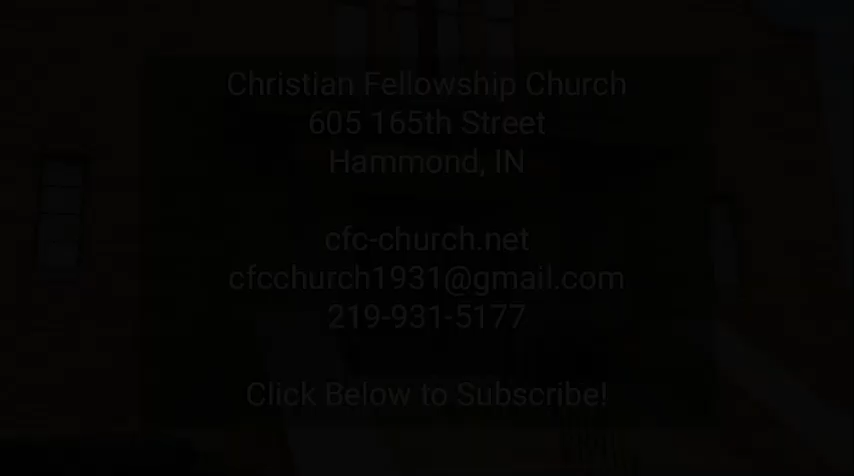 Christian Fellowship Church
605 165th Street
Hammond, IN
cfc-church.net
cfcchurch1931@gmail.com
219-931-5177
Click Below to Subscribe!